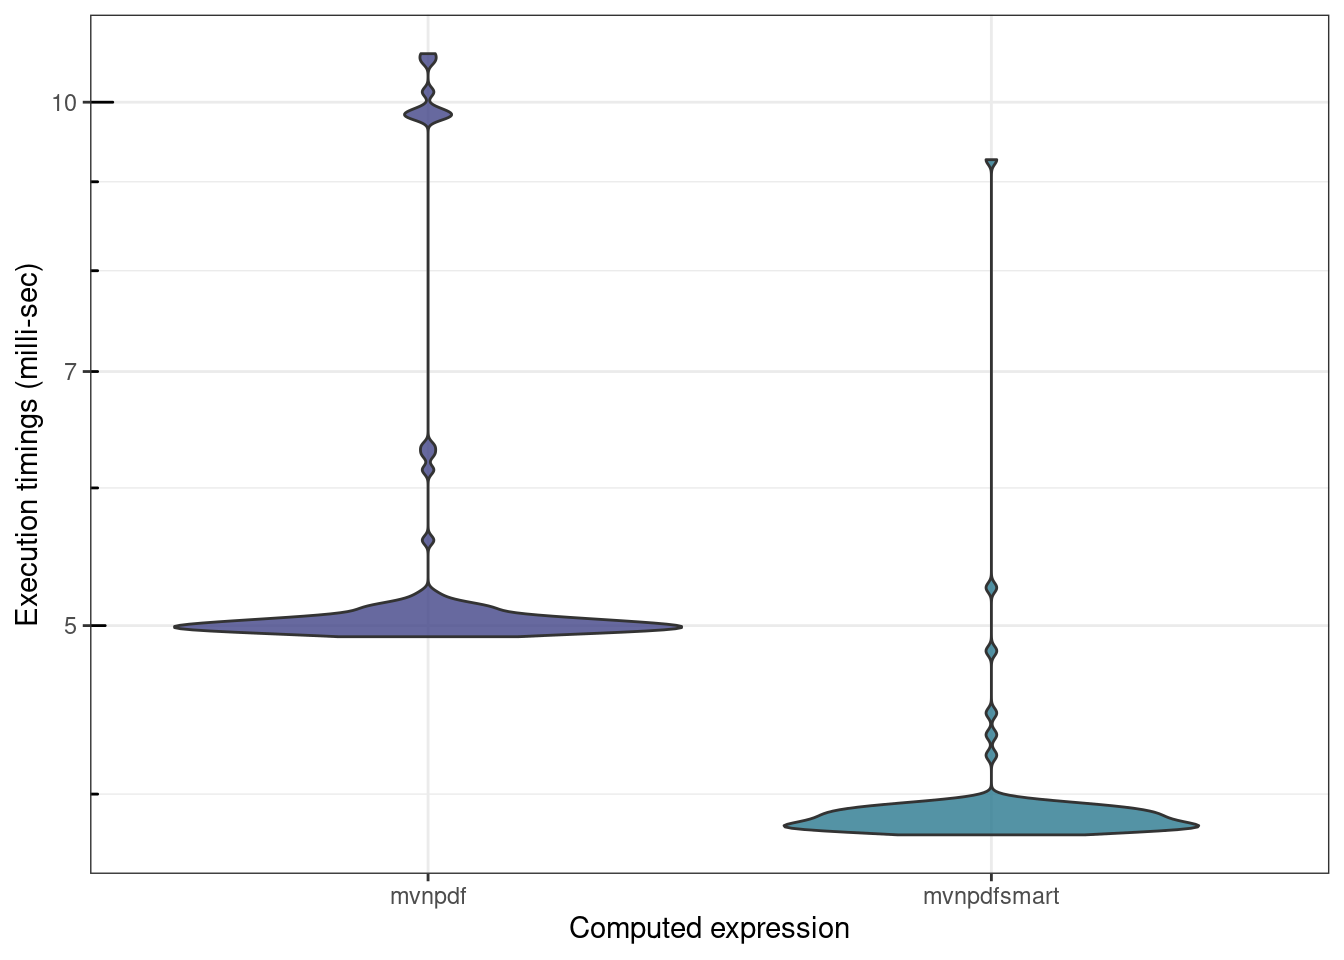 Execution timings (milli-sec)
10
7
5
mvnpdf
mvnpdfsmart
Computed expression